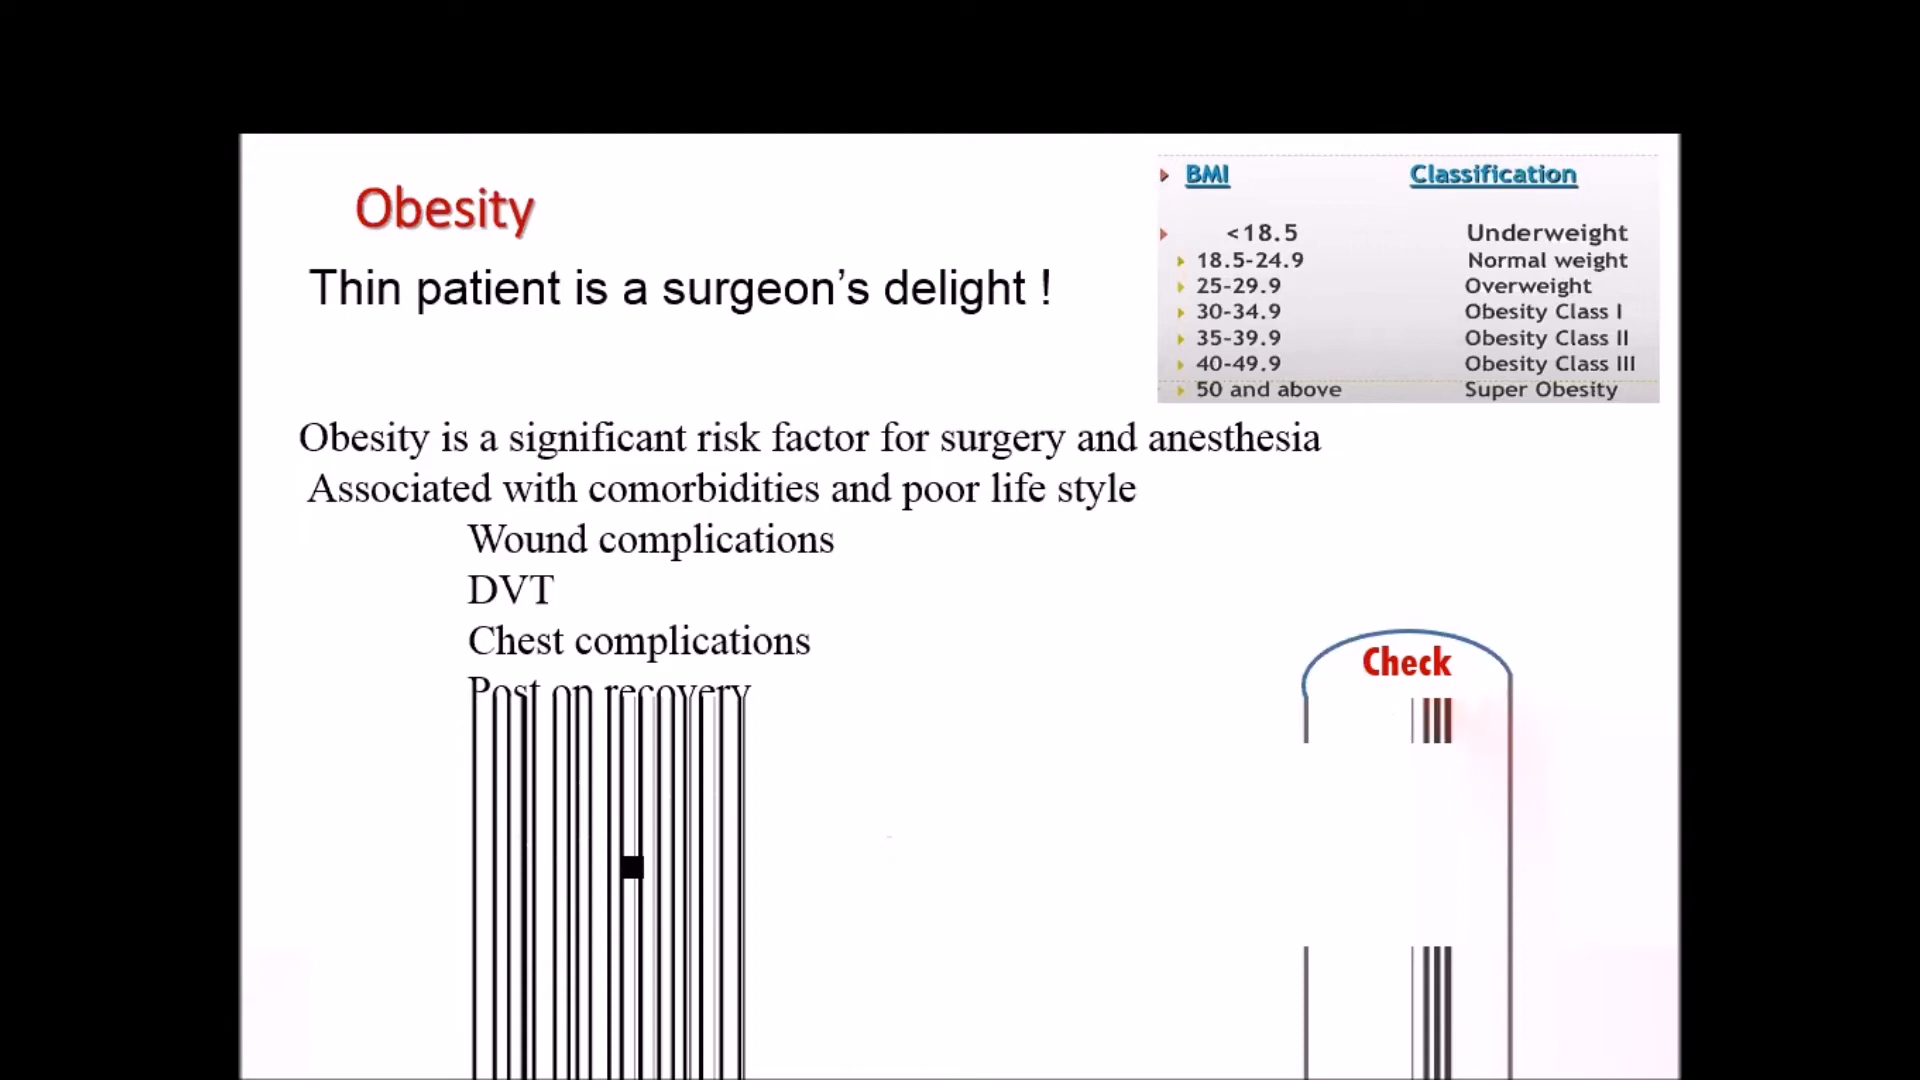 Obesity
Thin patient is a surgeon’s delight !
BMI Classification
<18.5 Underweight
18.5-24.9 Normal weight
25-29.9 Overweight
30-34.9 Obesity Class I
35-39.9 Obesity Class II
40-49.9 Obesity Class III
50 and above Super Obesity
Obesity is a significant risk factor for surgery and anesthesia
Associated with comorbidities and poor life style
Wound complications
DVT
Chest complications
Post op recovery
Check